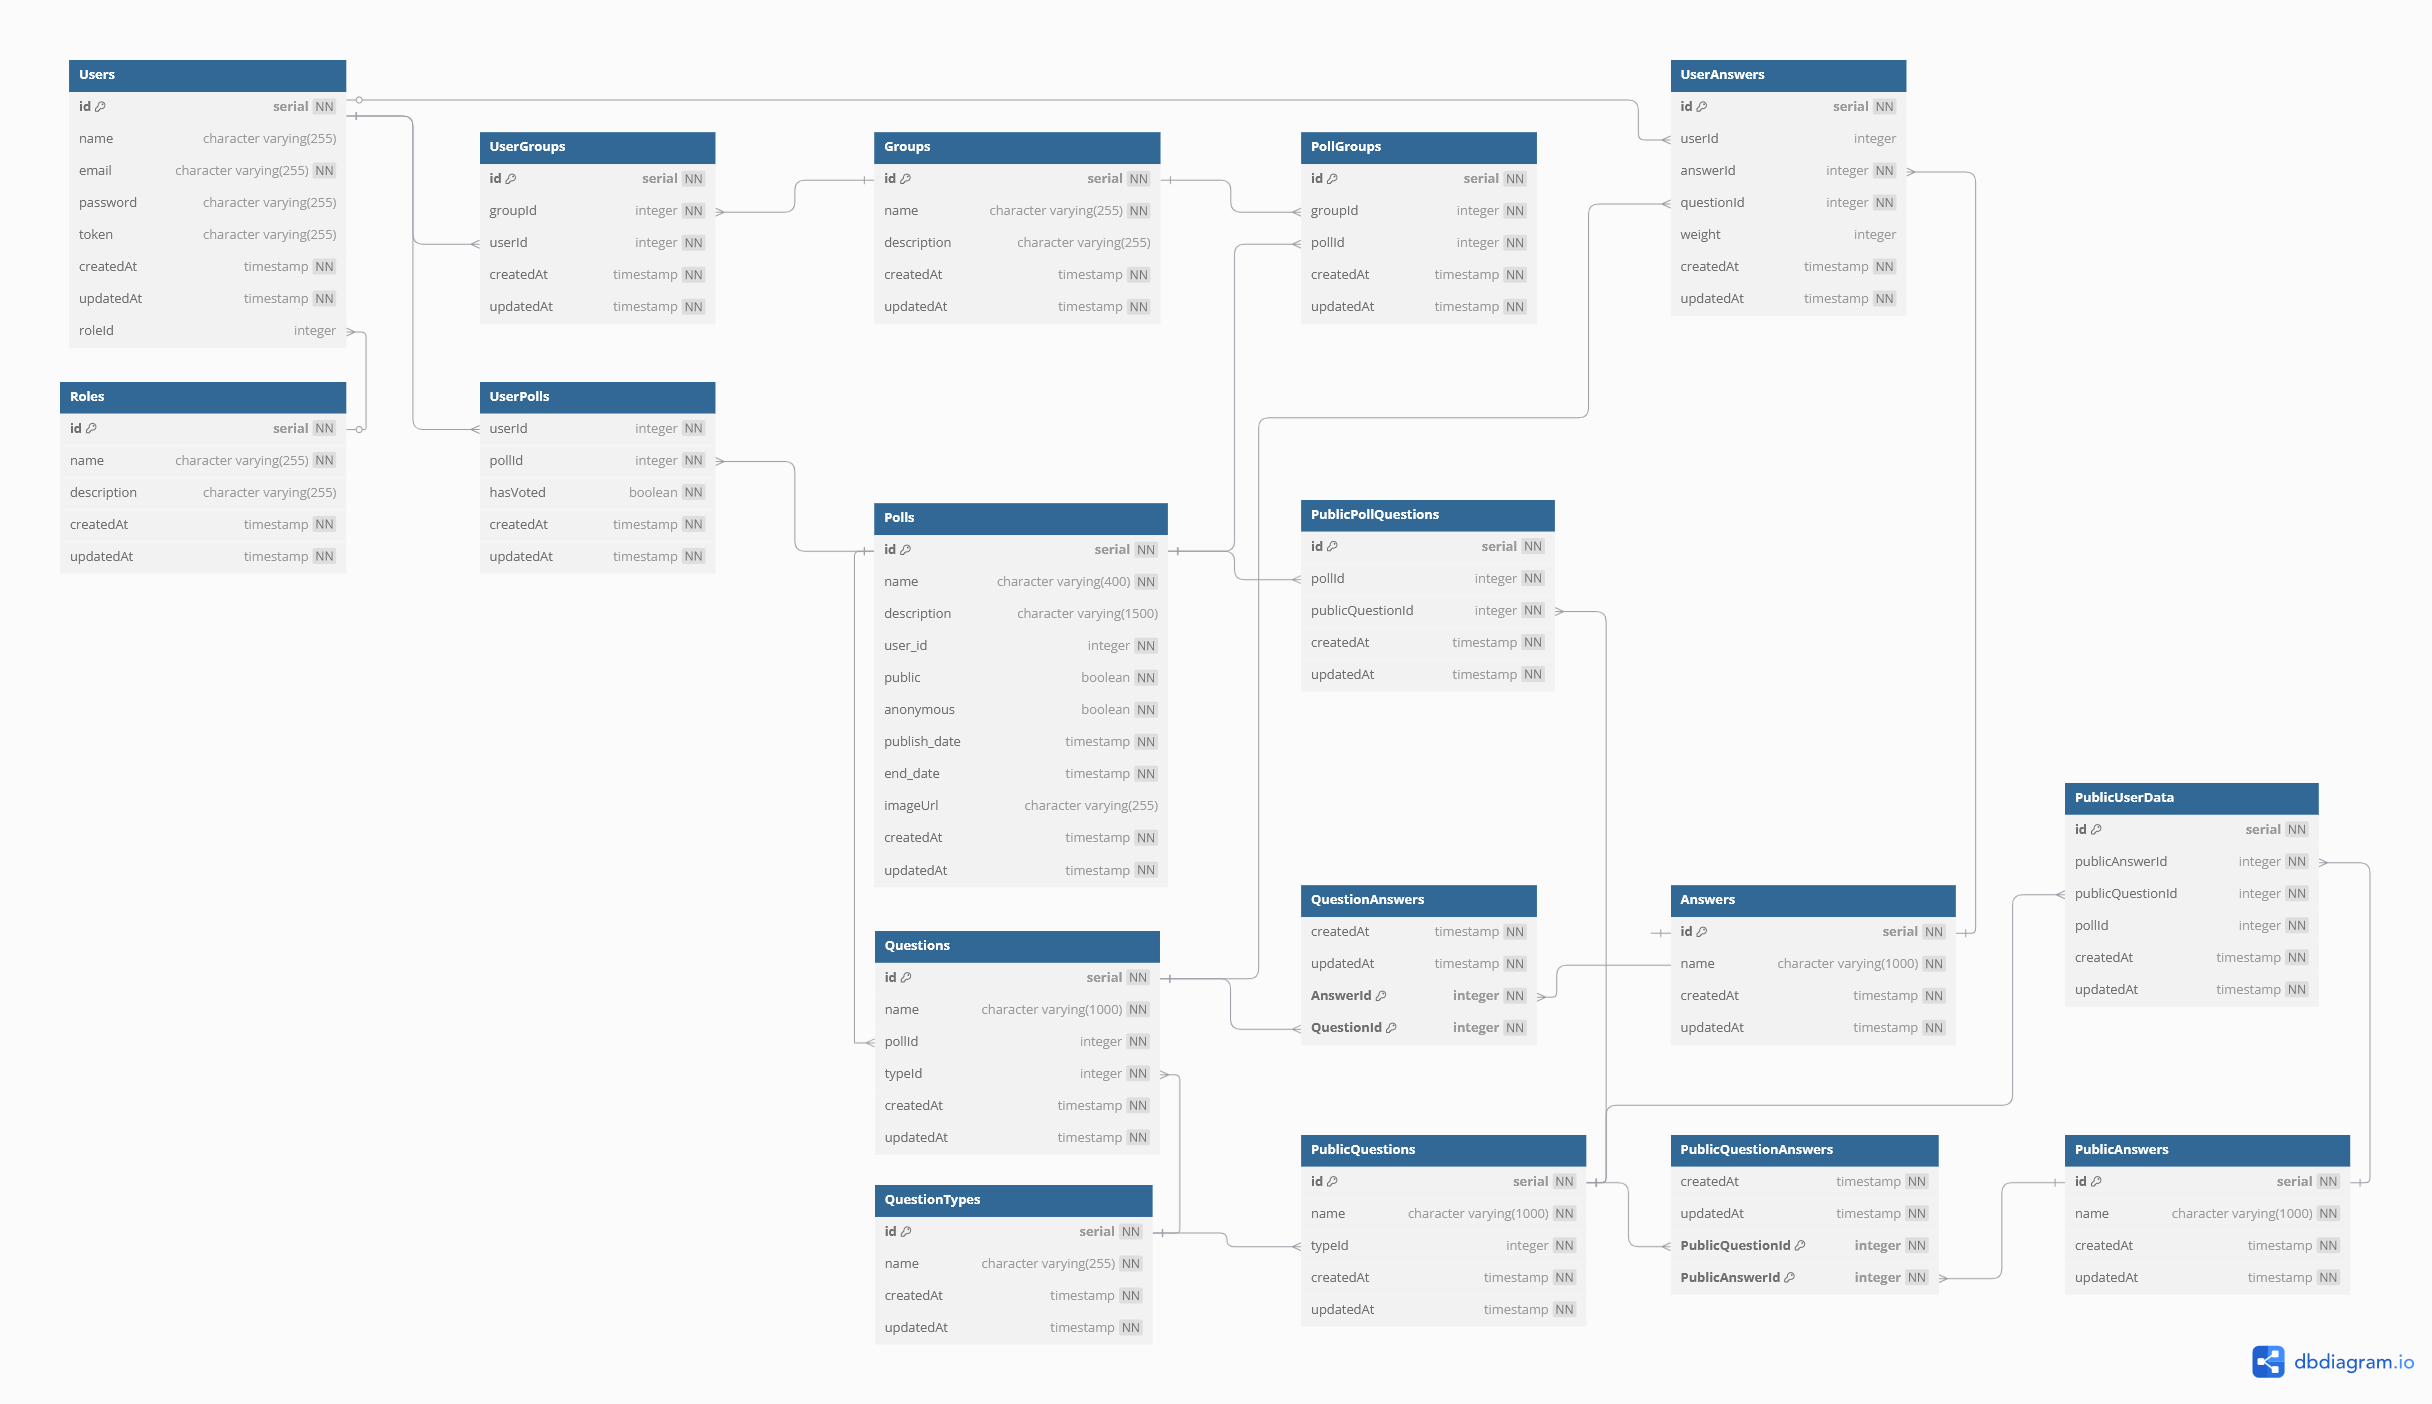 Users
id serial NN
name character varying(255)
email character varying(255) NN
password character varying(255)
token character varying(255)
createdAt timestamp NN
updatedAt timestamp NN
roleId integer
Roles
id serial NN
name character varying(255) NN
description character varying(255)
createdAt timestamp NN
updatedAt timestamp NN
UserGroups
id serial NN
groupId integer NN
userId integer NN
createdAt timestamp NN
updatedAt timestamp NN
UserPolls
userId integer NN
pollId integer NN
hasVoted boolean NN
createdAt timestamp NN
updatedAt timestamp NN
Groups
id serial NN
name character varying(255) NN
description character varying(255)
createdAt timestamp NN
updatedAt timestamp NN
Polls
id serial NN
name character varying(400) NN
description character varying(1500)
user_id integer NN
public boolean NN
anonymous boolean NN
publish_date timestamp NN
end_date timestamp NN
imageUrl character varying(255)
createdAt timestamp NN
updatedAt timestamp NN
Questions
id serial NN
name character varying(1000) NN
pollId integer NN
typeId integer NN
createdAt timestamp NN
updatedAt timestamp NN
QuestionTypes
id serial NN
name character varying(255) NN
createdAt timestamp NN
updatedAt timestamp NN
PollGroups
id serial NN
groupId integer NN
pollId integer NN
createdAt timestamp NN
updatedAt timestamp NN
PublicPollQuestions
id serial NN
pollId integer NN
publicQuestionId integer NN
createdAt timestamp NN
updatedAt timestamp NN
QuestionAnswers
createdAt timestamp NN
updatedAt timestamp NN
AnswerId integer NN
QuestionId integer NN
PublicQuestions
id serial NN
name character varying(1000) NN
typeId integer NN
createdAt timestamp NN
updatedAt timestamp NN
UserAnswers
id serial NN
userId integer
answerId integer NN
questionId integer NN
weight integer
createdAt timestamp NN
updatedAt timestamp NN
Answers
id serial NN
name character varying(1000) NN
createdAt timestamp NN
updatedAt timestamp NN
PublicQuestionAnswers
createdAt timestamp NN
updatedAt timestamp NN
PublicQuestionId integer NN
PublicAnswerId integer NN
PublicUserData
id serial NN
publicAnswerId integer NN
publicQuestionId integer NN
pollId integer NN
createdAt timestamp NN
updatedAt timestamp NN
PublicAnswers
id serial NN
name character varying(1000) NN
createdAt timestamp NN
updatedAt timestamp NN
dbdiagram.io